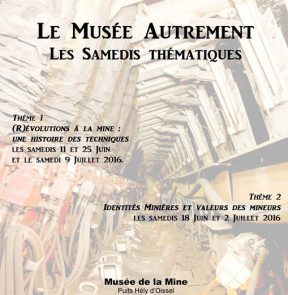 Le Musée Autrement
Les Samedis thématiques
Thème 1
(R)évolutions à la mine :
une histoire des techniques
les samedis 11 et 25 Juin
et le samedi 9 Juillet 2016.
Thème 2
Identités Minières et valeurs des mineurs
les samedis 18 Juin et 2 Juillet 2016
Musée de la Mine
Puits Hély d'Oissel